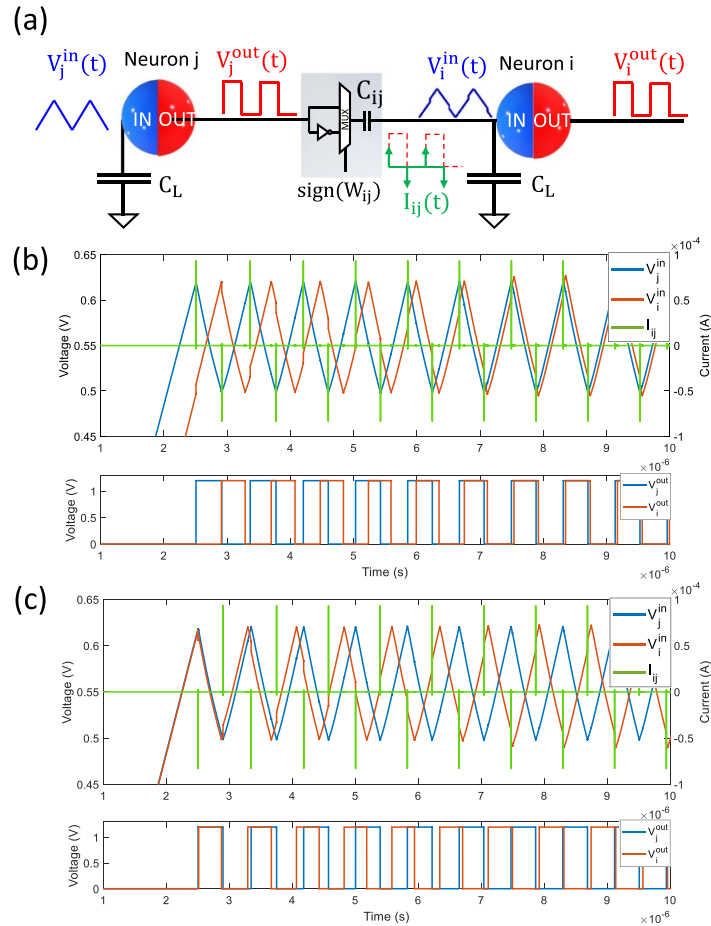 (a)
V_j^in(t)
Neuron j
V_j^out(t)
C_ij
V_i^in(t)
Neuron i
V_i^out(t)
IN OUT
MUX
IN OUT
C_L
sign(W_ij)
I_ij(t)
C_L
(b)
×10^-4
0.65
0.6
0.55
0.5
0.45
Voltage (V)
1
0.5
0
-0.5
-1
Current (A)
V_j^in
V_i^in
I_ij
1 2 3 4 5 6 7 8 9 10
×10^-6
Voltage (V)
1
0.5
0
V_j^out
V_i^out
1 2 3 4 5 6 7 8 9 10
Time (s)
×10^-6
(c)
×10^-4
0.65
0.6
0.55
0.5
0.45
Voltage (V)
1
0.5
0
-0.5
-1
Current (A)
V_j^in
V_i^in
I_ij
1 2 3 4 5 6 7 8 9 10
×10^-6
Voltage (V)
1
0.5
0
V_j^out
V_i^out
1 2 3 4 5 6 7 8 9 10
Time (s)
×10^-6